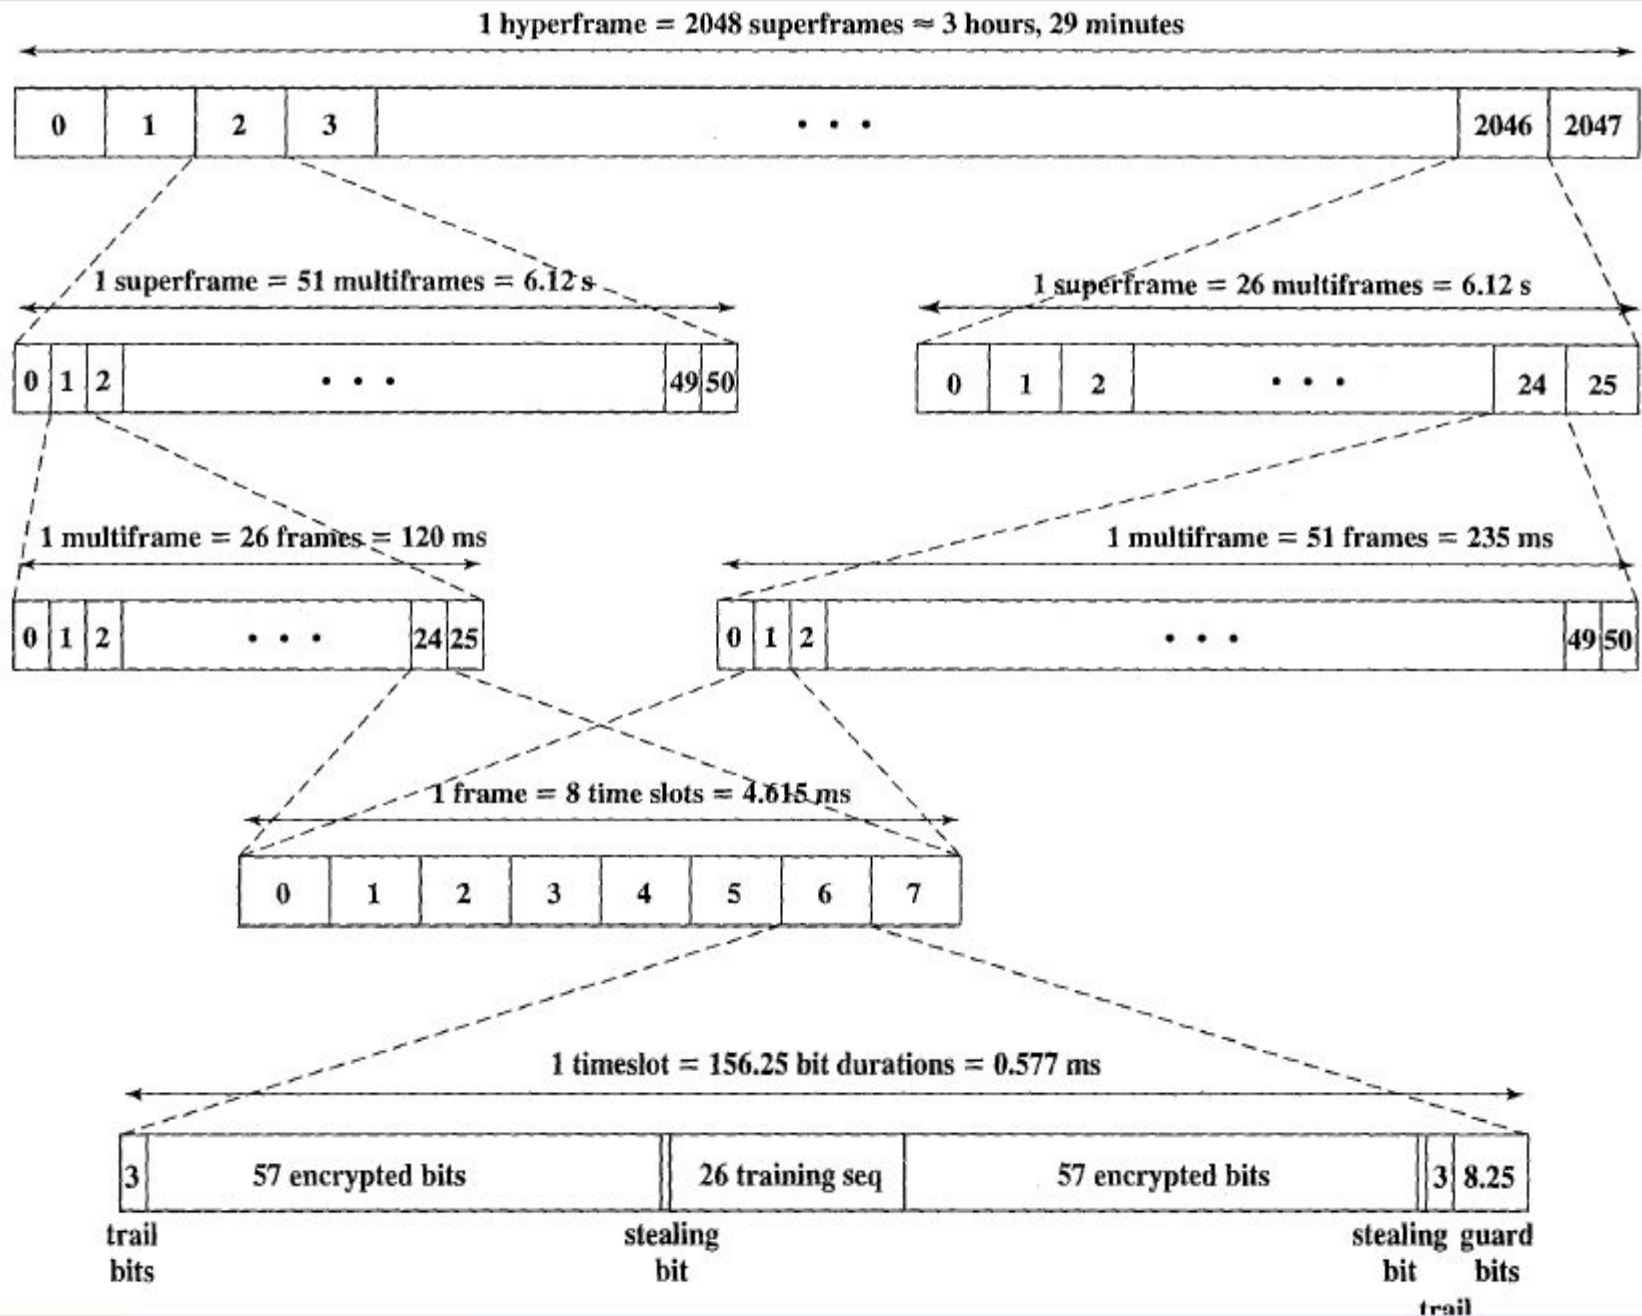 1 hyperframe = 2048 superframes ≈ 3 hours, 29 minutes
0 1 2 3 • • • 2046 2047
1 superframe = 51 multiframes = 6.12 s
1 superframe = 26 multiframes = 6.12 s
0 1 2 • • • 49 50
0 1 2 • • • 24 25
1 multiframe = 26 frames = 120 ms
1 multiframe = 51 frames = 235 ms
0 1 2 • • • 24 25
0 1 2 • • • 49 50
1 frame = 8 time slots = 4.615 ms
0 1 2 3 4 5 6 7
1 timeslot = 156.25 bit durations = 0.577 ms
3 57 encrypted bits 26 training seq 57 encrypted bits 3 8.25
trail stealing stealing guard
bits bit bit bits
trail